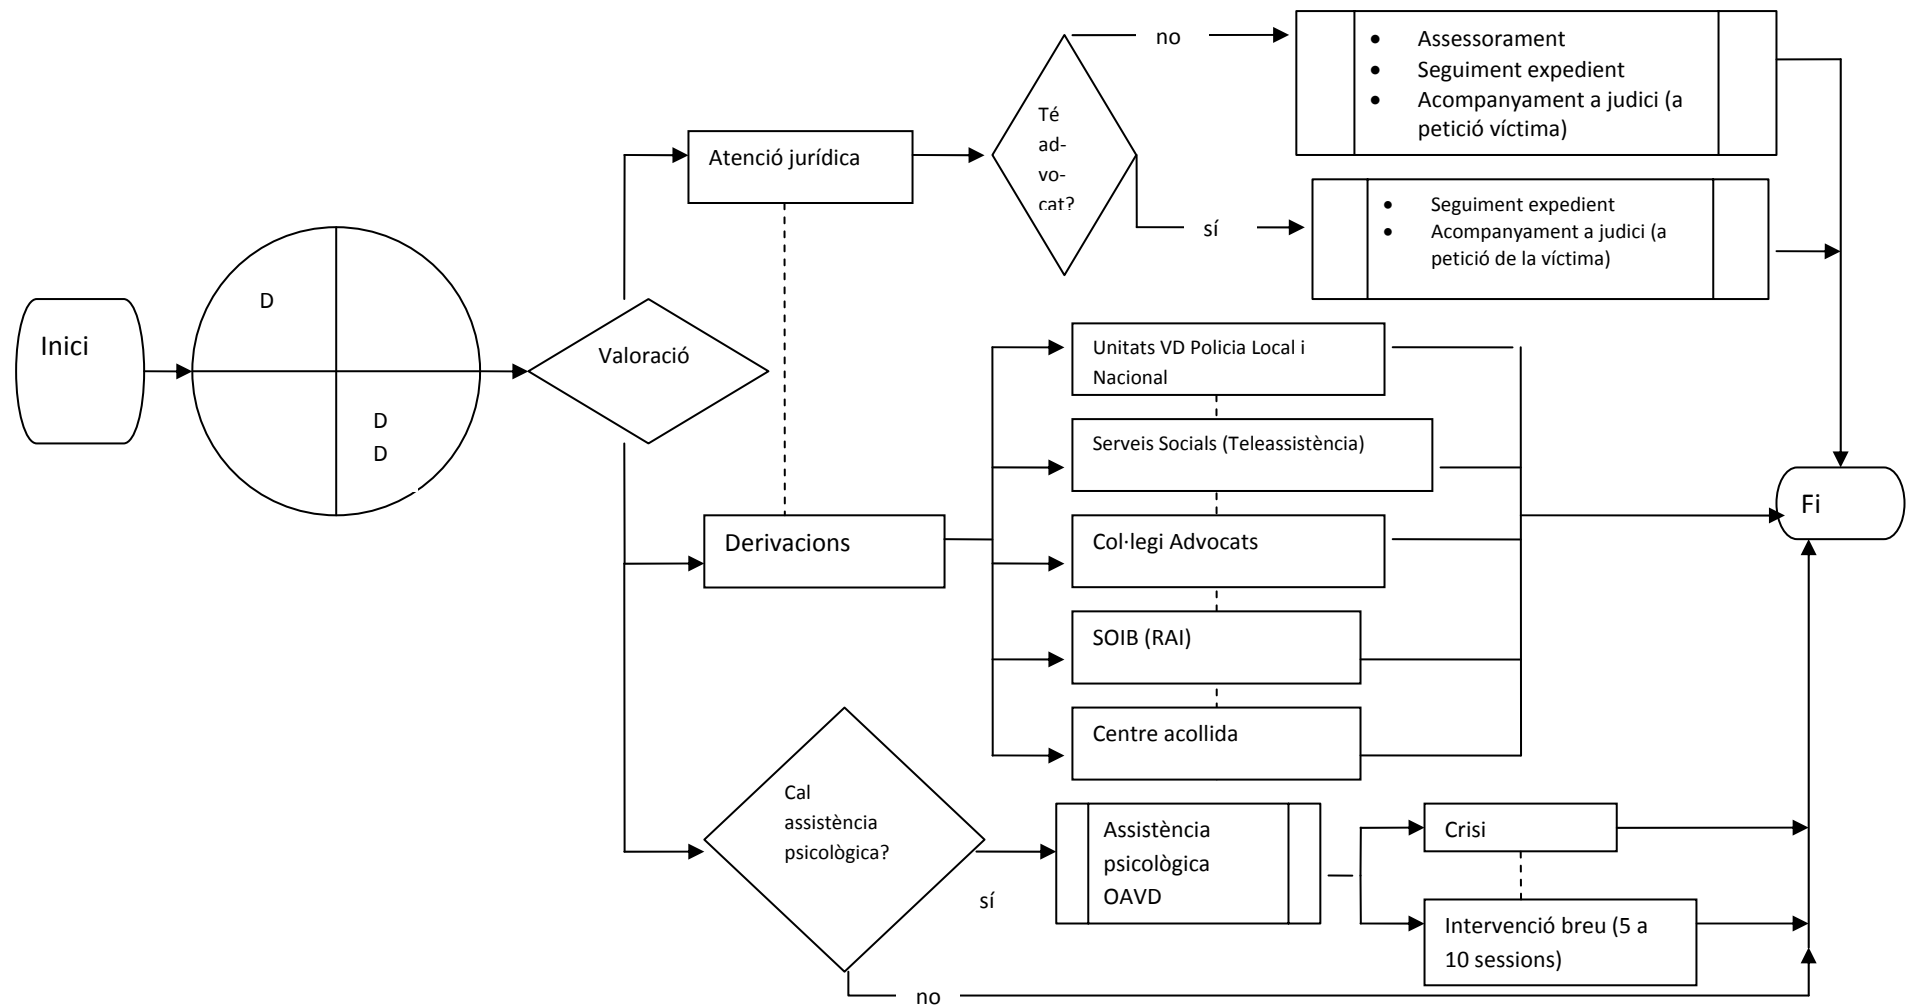 no
Assessorament
Seguiment expedient
Acompanyament a judici (a
petició víctima)
Té
ad-
vo-
cat?
Atenció jurídica
sí
Seguiment expedient
Acompanyament a judici (a
petició de la víctima)
D
Inici
Valoració
D
D
Unitats VD Policia Local i
Nacional
Serveis Socials (Teleassistència)
Fi
Derivacions
Col·legi Advocats
SOIB (RAI)
Centre acollida
Cal
assistència
psicològica?
sí
Assistència
psicològica
OAVD
Crisi
Intervenció breu (5 a
10 sessions)
no